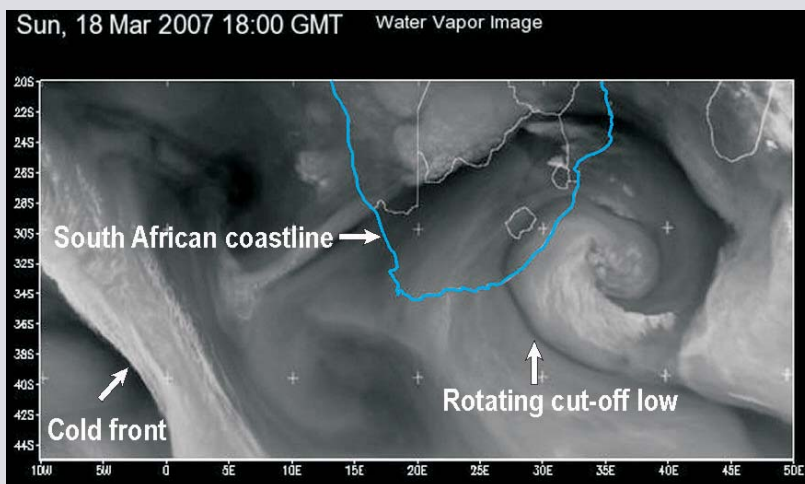 Sun, 18 Mar 2007 18:00 GMT Water Vapor Image
20S
22S
24S
26S
28S
30S
32S
34S
36S
38S
40S
42S
44S
South African coastline
Rotating cut-off low
Cold front
10W 5W 0 5E 10E 15E 20E 25E 30E 35E 40E 45E 50E